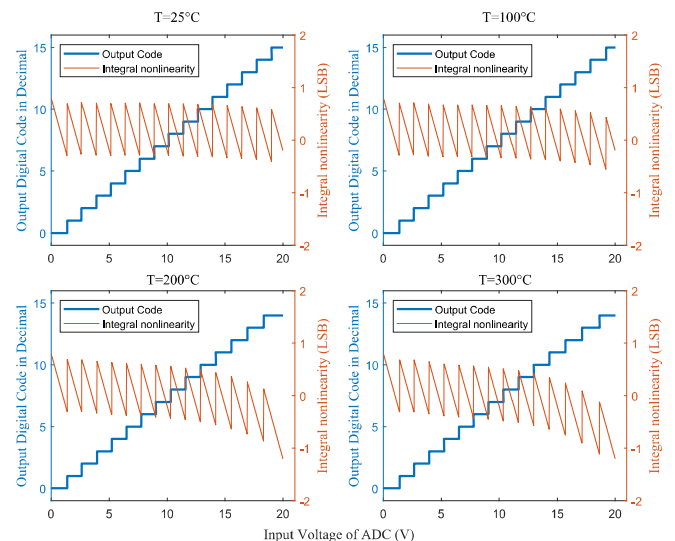 T=25°C
T=100°C
Output Digital Code in Decimal
15
10
5
0
Output Code
Integral nonlinearity
2
1
0
-1
-2
Integral nonlinearity (LSB)
0
5
10
15
20
Output Digital Code in Decimal
15
10
5
0
Output Code
Integral nonlinearity
2
1
0
-1
-2
Integral nonlinearity (LSB)
0
5
10
15
20
T=200°C
T=300°C
Output Digital Code in Decimal
15
10
5
0
Output Code
Integral nonlinearity
2
1
0
-1
-2
Integral nonlinearity (LSB)
0
5
10
15
20
Output Digital Code in Decimal
15
10
5
0
Output Code
Integral nonlinearity
2
1
0
-1
-2
Integral nonlinearity (LSB)
0
5
10
15
20
Input Voltage of ADC (V)